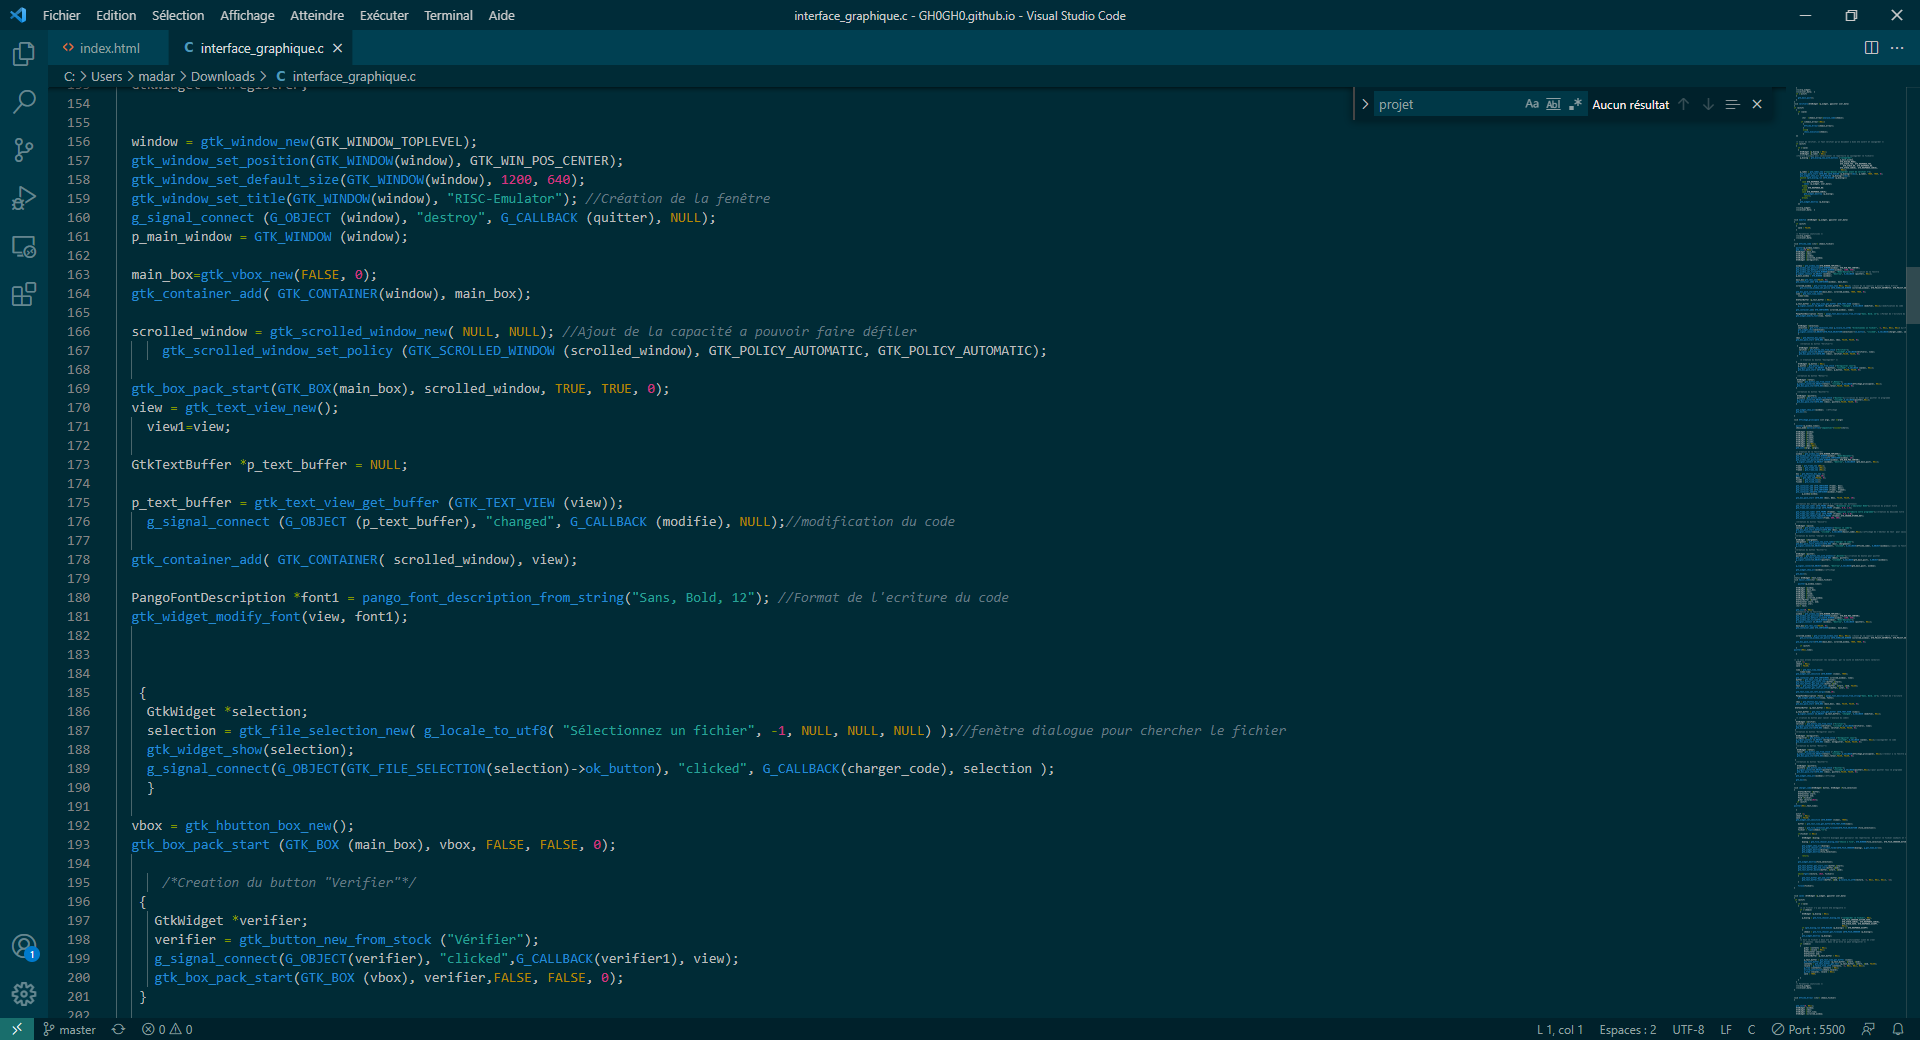 Fichier Edition Sélection Affichage Atteindre Exécuter Terminal Aide
interface_graphique.c - GH0GH0.github.io - Visual Studio Code
index.html
C interface_graphique.c
C: > Users > madar > Downloads > C interface_graphique.c
projet
Aa Abl .* Aucun résultat
153 GtkWidget *enregistrer;
154
155
156 window = gtk_window_new(GTK_WINDOW_TOPLEVEL);
157 gtk_window_set_position(GTK_WINDOW(window), GTK_WIN_POS_CENTER);
158 gtk_window_set_default_size(GTK_WINDOW(window), 1200, 640);
159 gtk_window_set_title(GTK_WINDOW(window), "RISC-Emulator"); //Création de la fenêtre
160 g_signal_connect (G_OBJECT (window), "destroy", G_CALLBACK (quitter), NULL);
161 p_main_window = GTK_WINDOW (window);
162
163 main_box=gtk_vbox_new(FALSE, 0);
164 gtk_container_add( GTK_CONTAINER(window), main_box);
165
166 scrolled_window = gtk_scrolled_window_new( NULL, NULL); //Ajout de la capacité a pouvoir faire défiler
167 gtk_scrolled_window_set_policy (GTK_SCROLLED_WINDOW (scrolled_window), GTK_POLICY_AUTOMATIC, GTK_POLICY_AUTOMATIC);
168
169 gtk_box_pack_start(GTK_BOX(main_box), scrolled_window, TRUE, TRUE, 0);
170 view = gtk_text_view_new();
171 view1=view;
172
173 GtkTextBuffer *p_text_buffer = NULL;
174
175 p_text_buffer = gtk_text_view_get_buffer (GTK_TEXT_VIEW (view));
176 g_signal_connect (G_OBJECT (p_text_buffer), "changed", G_CALLBACK (modifie), NULL);//modification du code
177
178 gtk_container_add( GTK_CONTAINER( scrolled_window), view);
179
180 PangoFontDescription *font1 = pango_font_description_from_string("Sans, Bold, 12"); //Format de l'ecriture du code
181 gtk_widget_modify_font(view, font1);
182
183
184
185 {
186 GtkWidget *selection;
187 selection = gtk_file_selection_new( g_locale_to_utf8( "Sélectionnez un fichier", -1, NULL, NULL, NULL) );//fenètre dialogue pour chercher le fichier
188 gtk_widget_show(selection);
189 g_signal_connect(G_OBJECT(GTK_FILE_SELECTION(selection)->ok_button), "clicked", G_CALLBACK(charger_code), selection );
190 }
191
192 vbox = gtk_hbutton_box_new();
193 gtk_box_pack_start (GTK_BOX (main_box), vbox, FALSE, FALSE, 0);
194
195 /*Creation du button "Verifier"*/
196 {
197 GtkWidget *verifier;
198 verifier = gtk_button_new_from_stock ("Vérifier");
199 g_signal_connect(G_OBJECT(verifier), "clicked",G_CALLBACK(verifier1), view);
200 gtk_box_pack_start(GTK_BOX (vbox), verifier,FALSE, FALSE, 0);
201 }
202
1
master 0 0
L 1, col 1 Espaces : 2 UTF-8 LF C Port : 5500